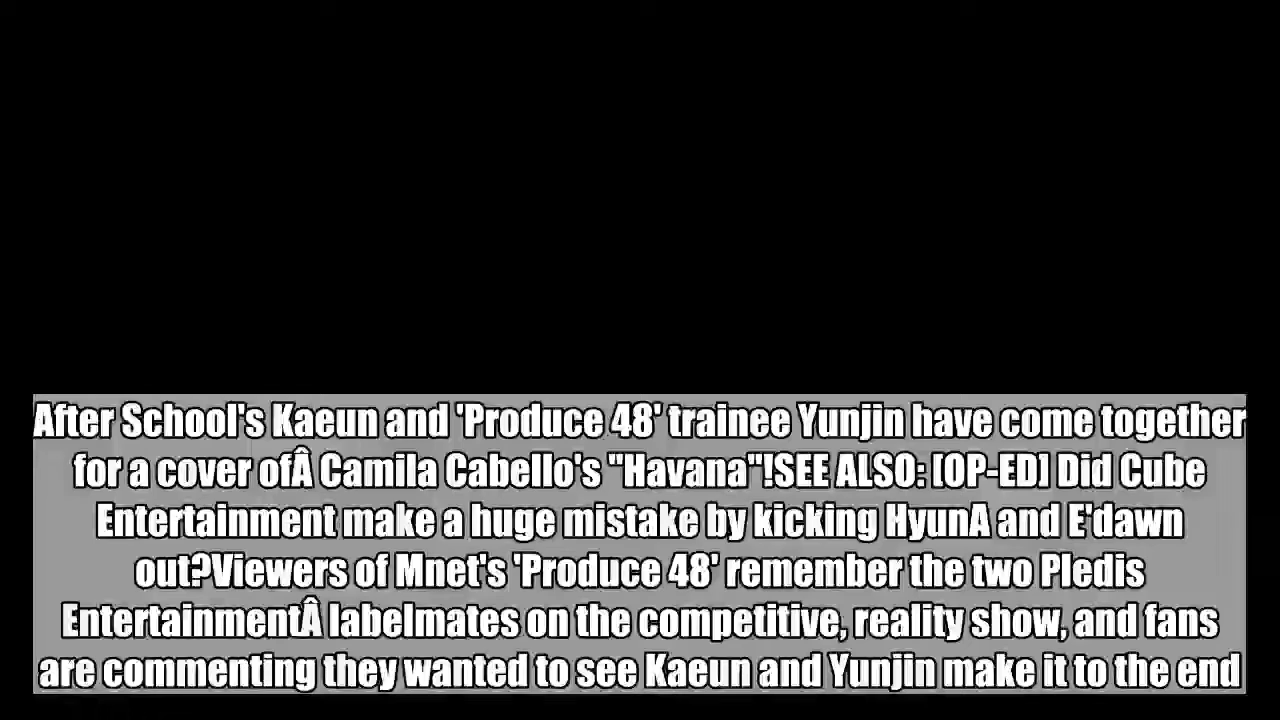 After School's Kaeun and 'Produce 48' trainee Yunjin have come together
for a cover ofÂ Camila Cabello's "Havana"!SEE ALSO: [OP-ED] Did Cube
Entertainment make a huge mistake by kicking HyunA and E'dawn
out?Viewers of Mnet's 'Produce 48' remember the two Pledis
EntertainmentÂ labelmates on the competitive, reality show, and fans
are commenting they wanted to see Kaeun and Yunjin make it to the end